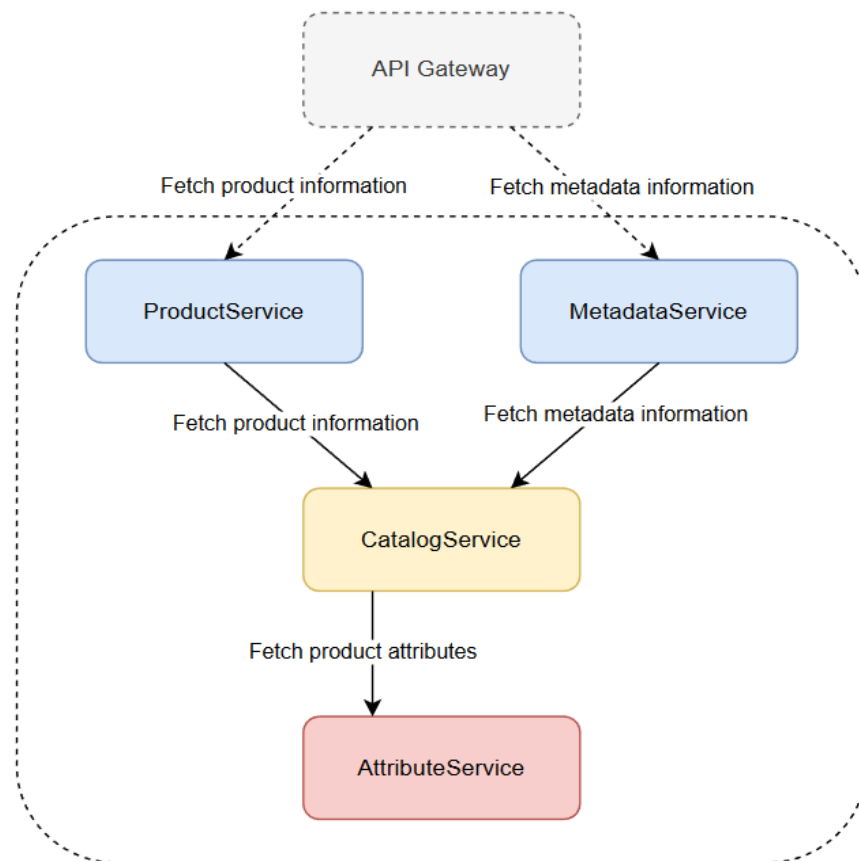 API Gateway
Fetch product information
Fetch metadata information
ProductService
MetadataService
Fetch product information
Fetch metadata information
CatalogService
Fetch product attributes
AttributeService